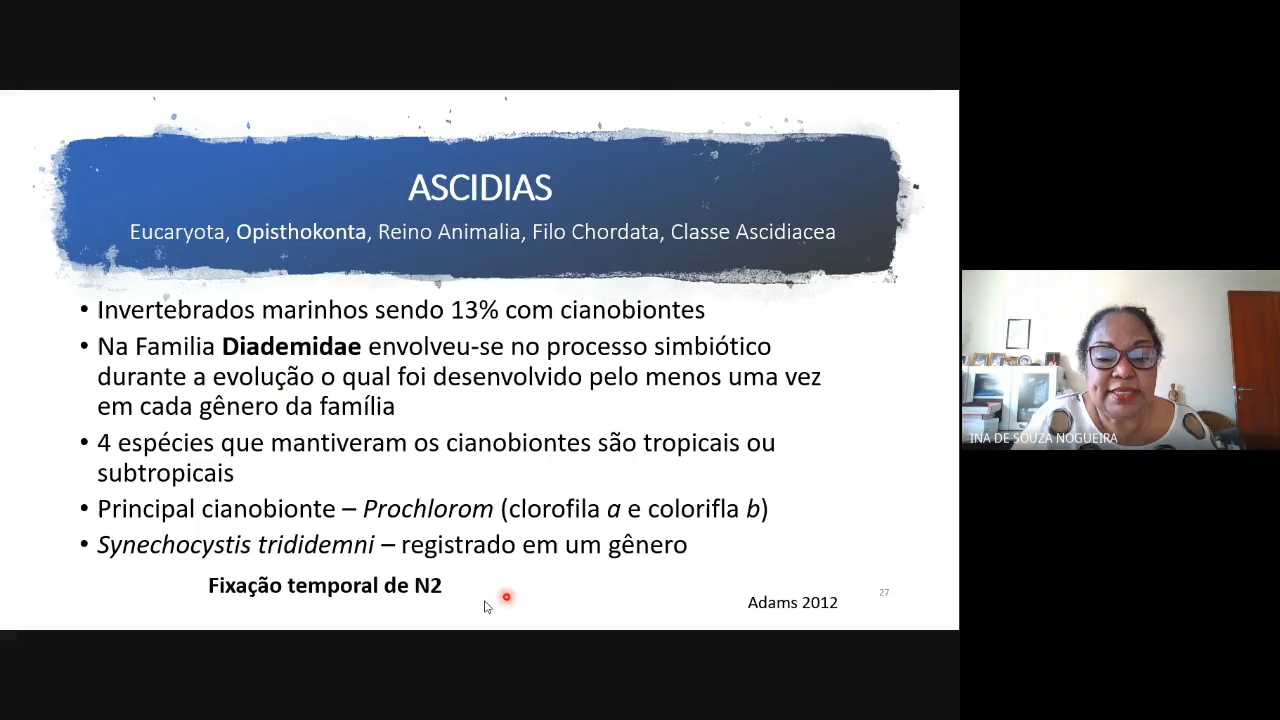 ASCIDIAS
Eucaryota, Opisthokonta, Reino Animalia, Filo Chordata, Classe Ascidiacea
• Invertebrados marinhos sendo 13% com cianobiontes
• Na Familia Diademidae envolveu-se no processo simbiótico
durante a evolução o qual foi desenvolvido pelo menos uma vez
em cada gênero da família
• 4 espécies que mantiveram os cianobiontes são tropicais ou
subtropicais
• Principal cianobionte – Prochlorom (clorofila a e colorifla b)
• Synechocystis trididemni – registrado em um gênero
Fixação temporal de N2
Adams 2012
27
INA DE SOUZA NOGUEIRA